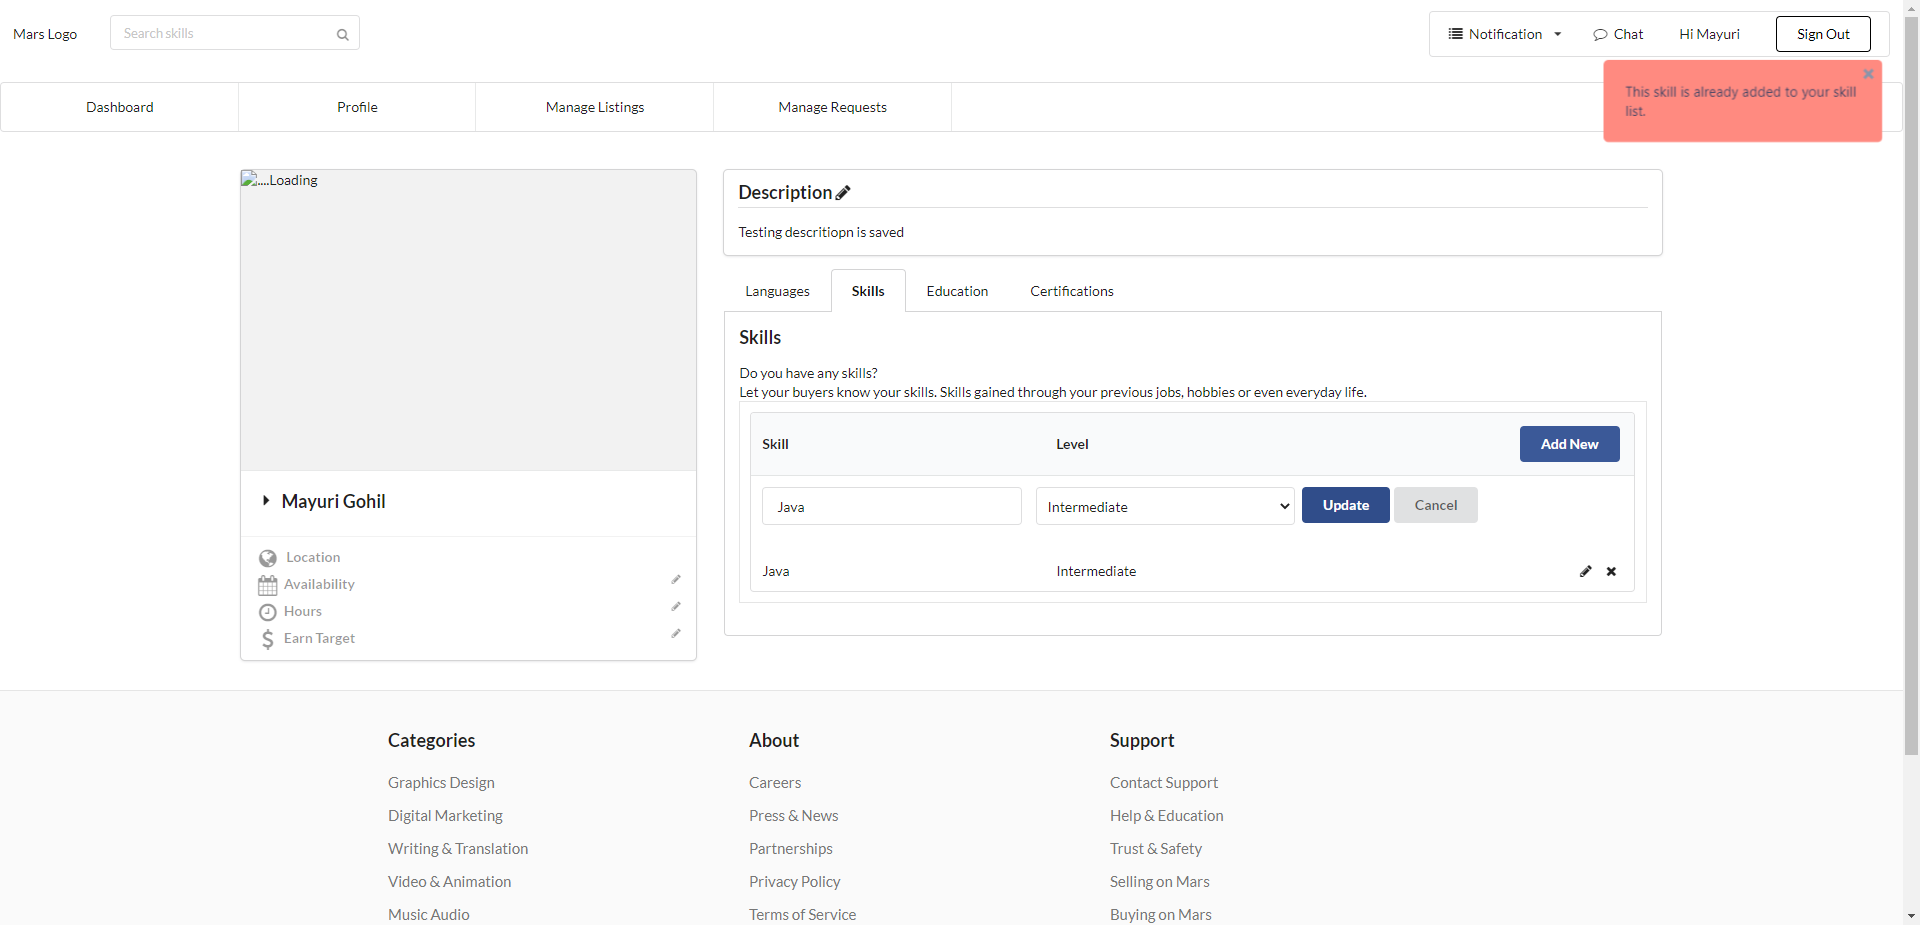 Mars Logo
Search skills
Notification
Chat
Hi Mayuri
Sign Out
This skill is already added to your skill
list.
Dashboard
Profile
Manage Listings
Manage Requests
....Loading
Mayuri Gohil
Location
Availability
Hours
Earn Target
Description
Testing descritiopn is saved
Languages
Skills
Education
Certifications
Skills
Do you have any skills?
Let your buyers know your skills. Skills gained through your previous jobs, hobbies or even everyday life.
Skill
Level
Add New
Java
Intermediate
Update
Cancel
Java
Intermediate
Categories
Graphics Design
Digital Marketing
Writing & Translation
Video & Animation
Music Audio
About
Careers
Press & News
Partnerships
Privacy Policy
Terms of Service
Support
Contact Support
Help & Education
Trust & Safety
Selling on Mars
Buying on Mars